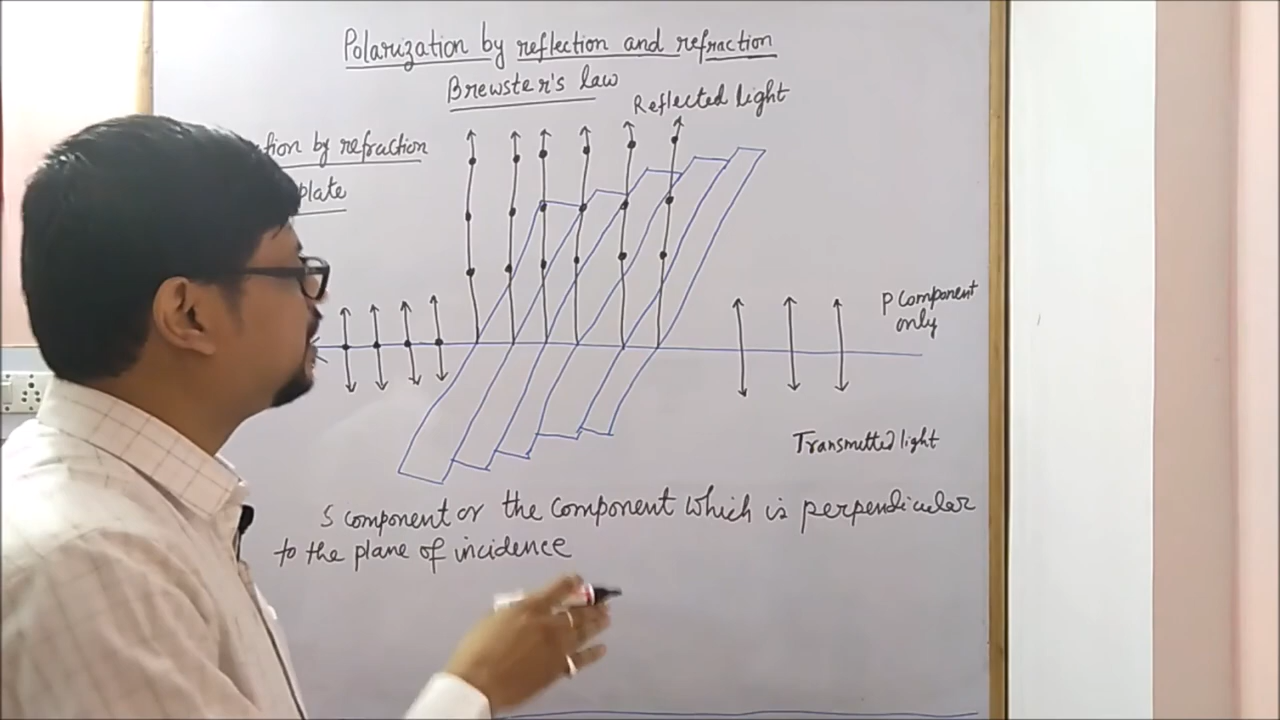 Polarization by reflection and refraction
Brewster's law
Reflected light
by refraction
plate
P component
only
Transmitted light
S component or the component which is perpendicular
to the plane of incidence